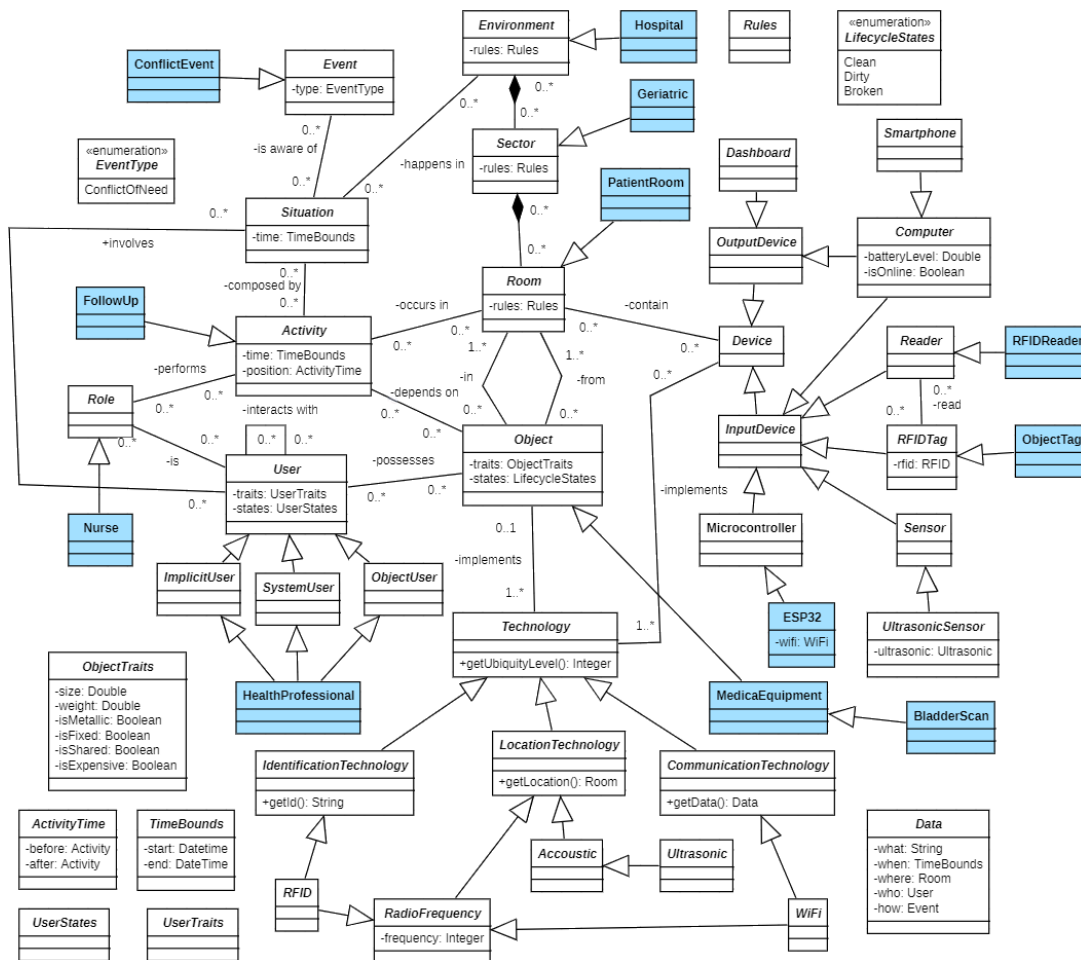 Environment
-rules: Rules
Hospital
Rules
«enumeration»
LifecycleStates
Clean
Dirty
Broken
ConflictEvent
Event
-type: EventType
0..*
0..*
0..*
Geriatric
0..*
-is aware of
0..*
«enumeration»
EventType
ConflictOfNeed
-happens in
0..*
Sector
-rules: Rules
Dashboard
Smartphone
PatientRoom
0..*
Situation
-time: TimeBounds
0..*
0..*
+involves
OutputDevice
Computer
-batteryLevel: Double
-isOnline: Boolean
0..*
-composed by
0..*
Room
-rules: Rules
FollowUp
-occurs in
0..*
0..*
-contain
0..*
Activity
-time: TimeBounds
-position: ActivityTime
0..*
1..*
1..*
Device
0..*
Reader
RFIDReader
-performs
0..*
-in
-from
-depends on
0..*
0..*
0..*
0..*
0..*
-read
Role
0..*
-interacts with
0..*
0..*
0..*
0..*
Object
-traits: ObjectTraits
-states: LifecycleStates
InputDevice
RFIDTag
-rfid: RFID
ObjectTag
-is
0..*
User
-traits: UserTraits
-states: UserStates
-possesses
0..*
0..*
0..*
-implements
Nurse
0..1
Microcontroller
Sensor
-implements
1..*
ImplicitUser
SystemUser
ObjectUser
ESP32
-wifi: WiFi
UltrasonicSensor
-ultrasonic: Ultrasonic
Technology
+getUbiquityLevel(): Integer
1..*
ObjectTraits
-size: Double
-weight: Double
-isMetallic: Boolean
-isFixed: Boolean
-isShared: Boolean
-isExpensive: Boolean
HealthProfessional
MedicaEquipment
BladderScan
IdentificationTechnology
+getId(): String
LocationTechnology
+getLocation(): Room
CommunicationTechnology
+getData(): Data
ActivityTime
-before: Activity
-after: Activity
TimeBounds
-start: Datetime
-end: DateTime
Accoustic
Ultrasonic
Data
-what: String
-when: TimeBounds
-where: Room
-who: User
-how: Event
RFID
RadioFrequency
-frequency: Integer
WiFi
UserStates
UserTraits